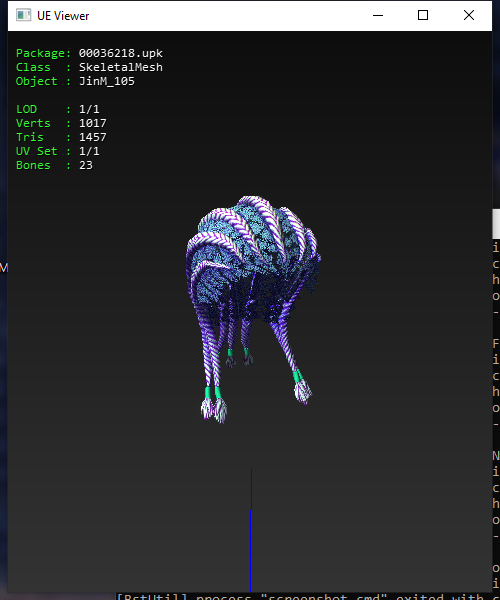 UE Viewer
Package: 00036218.upk
Class  : SkeletalMesh
Object : JinM_105
LOD    : 1/1
Verts  : 1017
Tris   : 1457
UV Set : 1/1
Bones  : 23
M
i
c
h
o
-
F
i
c
h
o
-
N
i
c
h
o
-
o
i
[BstUtil] process "screenshot.cmd" exited with c